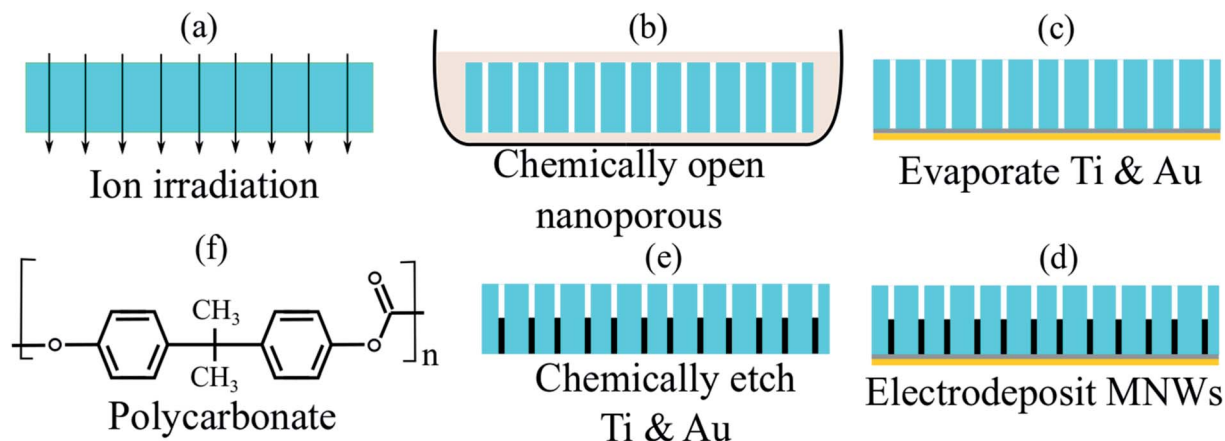 (a)
Ion irradiation
(b)
Chemically open
nanoporous
(c)
Evaporate Ti & Au
(f)
O
CH3
CH3
O
O
n
Polycarbonate
(e)
Chemically etch
Ti & Au
(d)
Electrodeposit MNWs